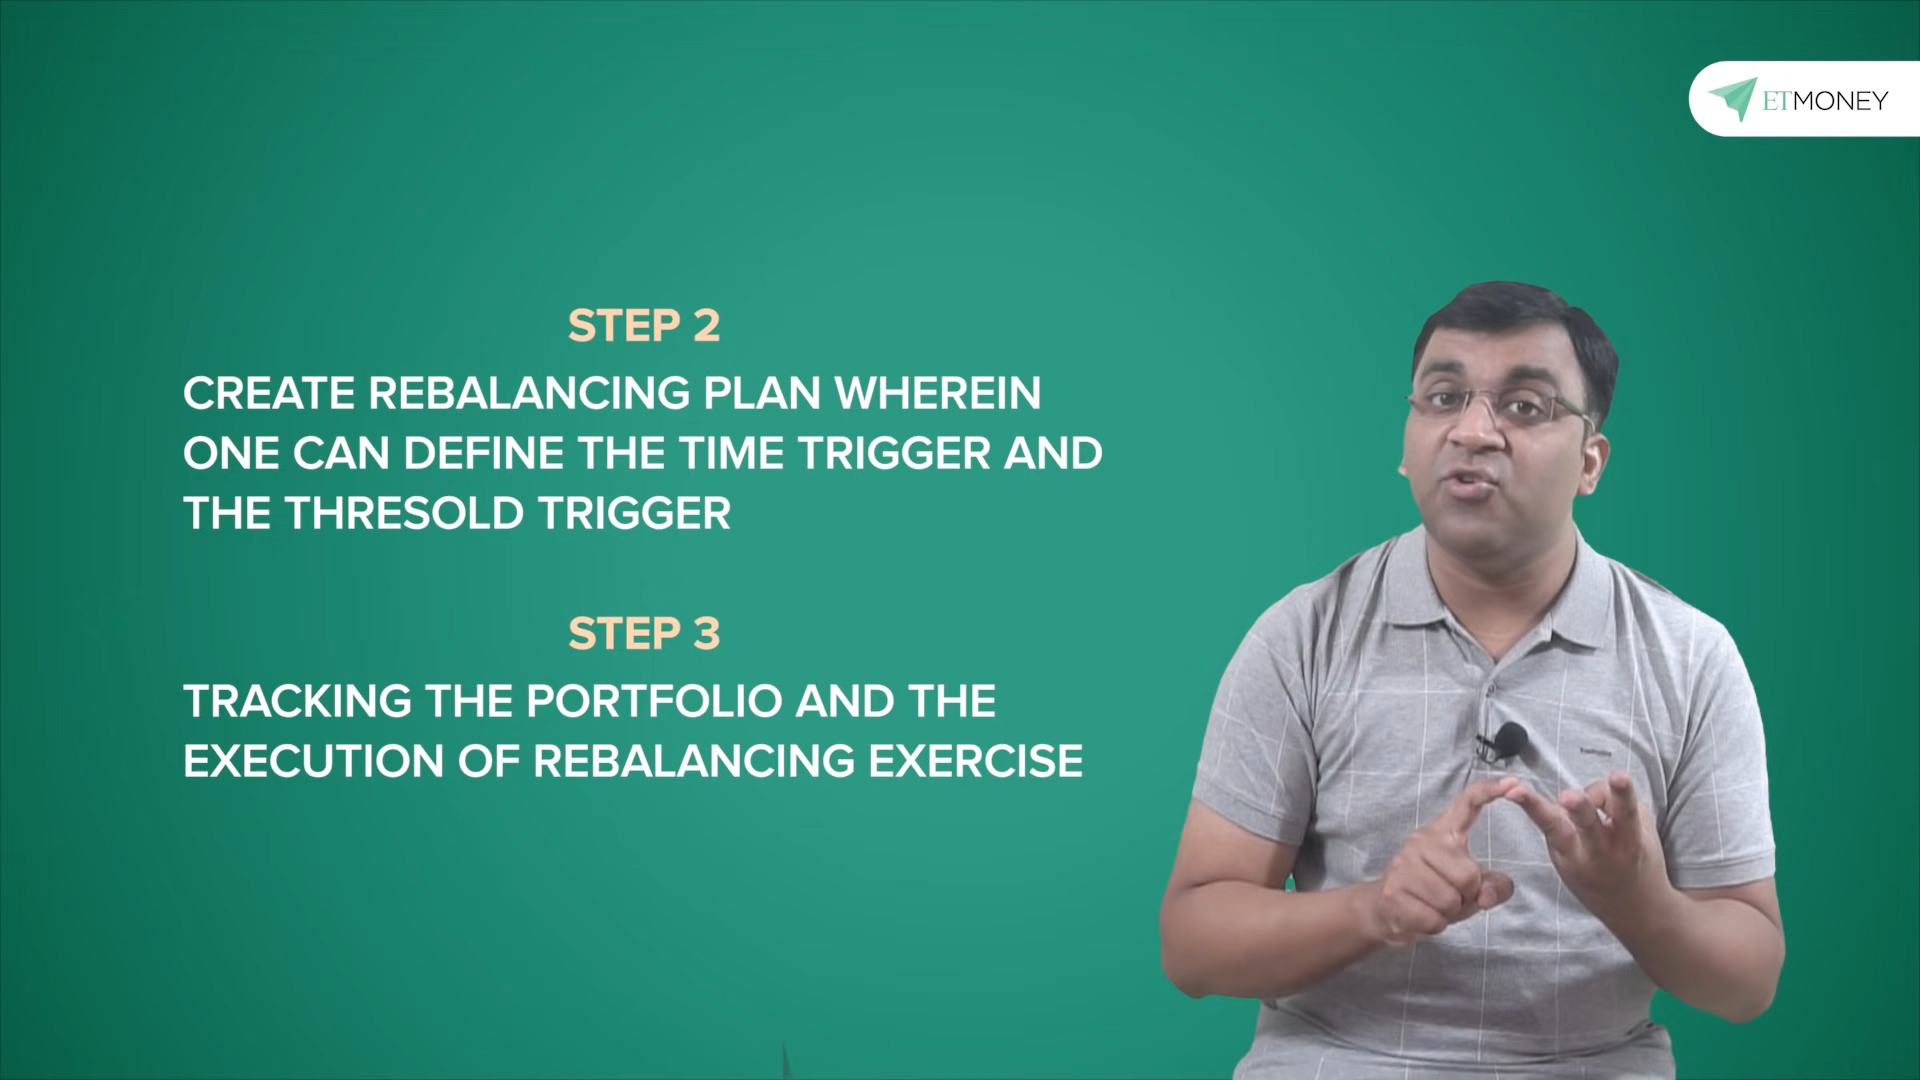 ETMONEY
STEP 2
CREATE REBALANCING PLAN WHEREIN
ONE CAN DEFINE THE TIME TRIGGER AND
THE THRESOLD TRIGGER
STEP 3
TRACKING THE PORTFOLIO AND THE
EXECUTION OF REBALANCING EXERCISE